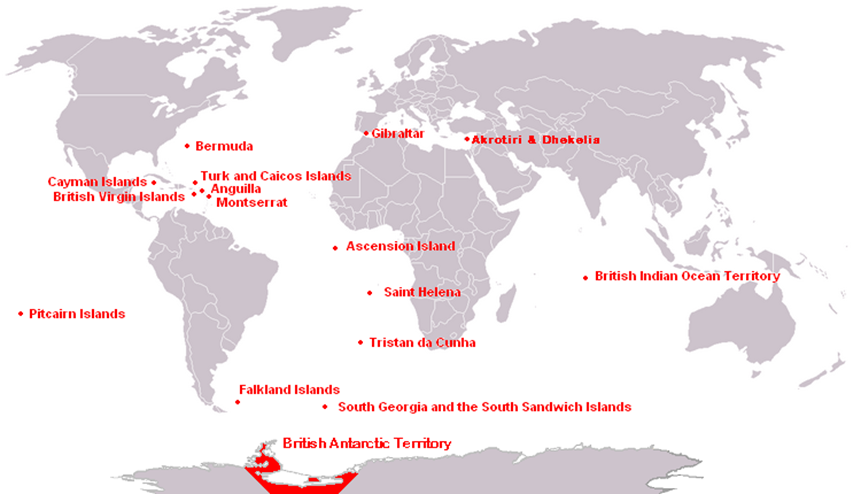 Gibraltar
Akrotiri & Dhekelia
Bermuda
Turk and Caicos Islands
Cayman Islands
Anguilla
British Virgin Islands
Montserrat
Ascension Island
British Indian Ocean Territory
Saint Helena
Pitcairn Islands
Tristan da Cunha
Falkland Islands
South Georgia and the South Sandwich Islands
British Antarctic Territory